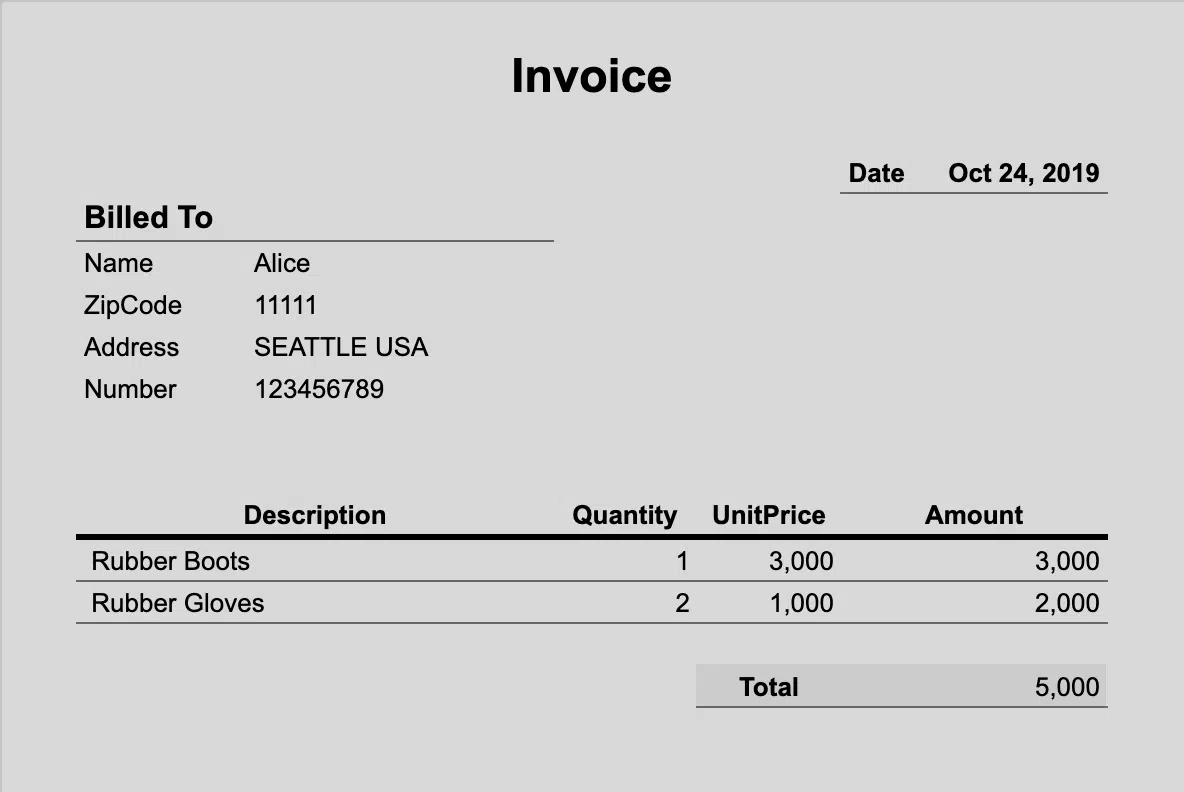 Invoice
Date Oct 24, 2019
Billed To
Name Alice
ZipCode 11111
Address SEATTLE USA
Number 123456789
Description Quantity UnitPrice Amount
Rubber Boots 1 3,000 3,000
Rubber Gloves 2 1,000 2,000
Total 5,000